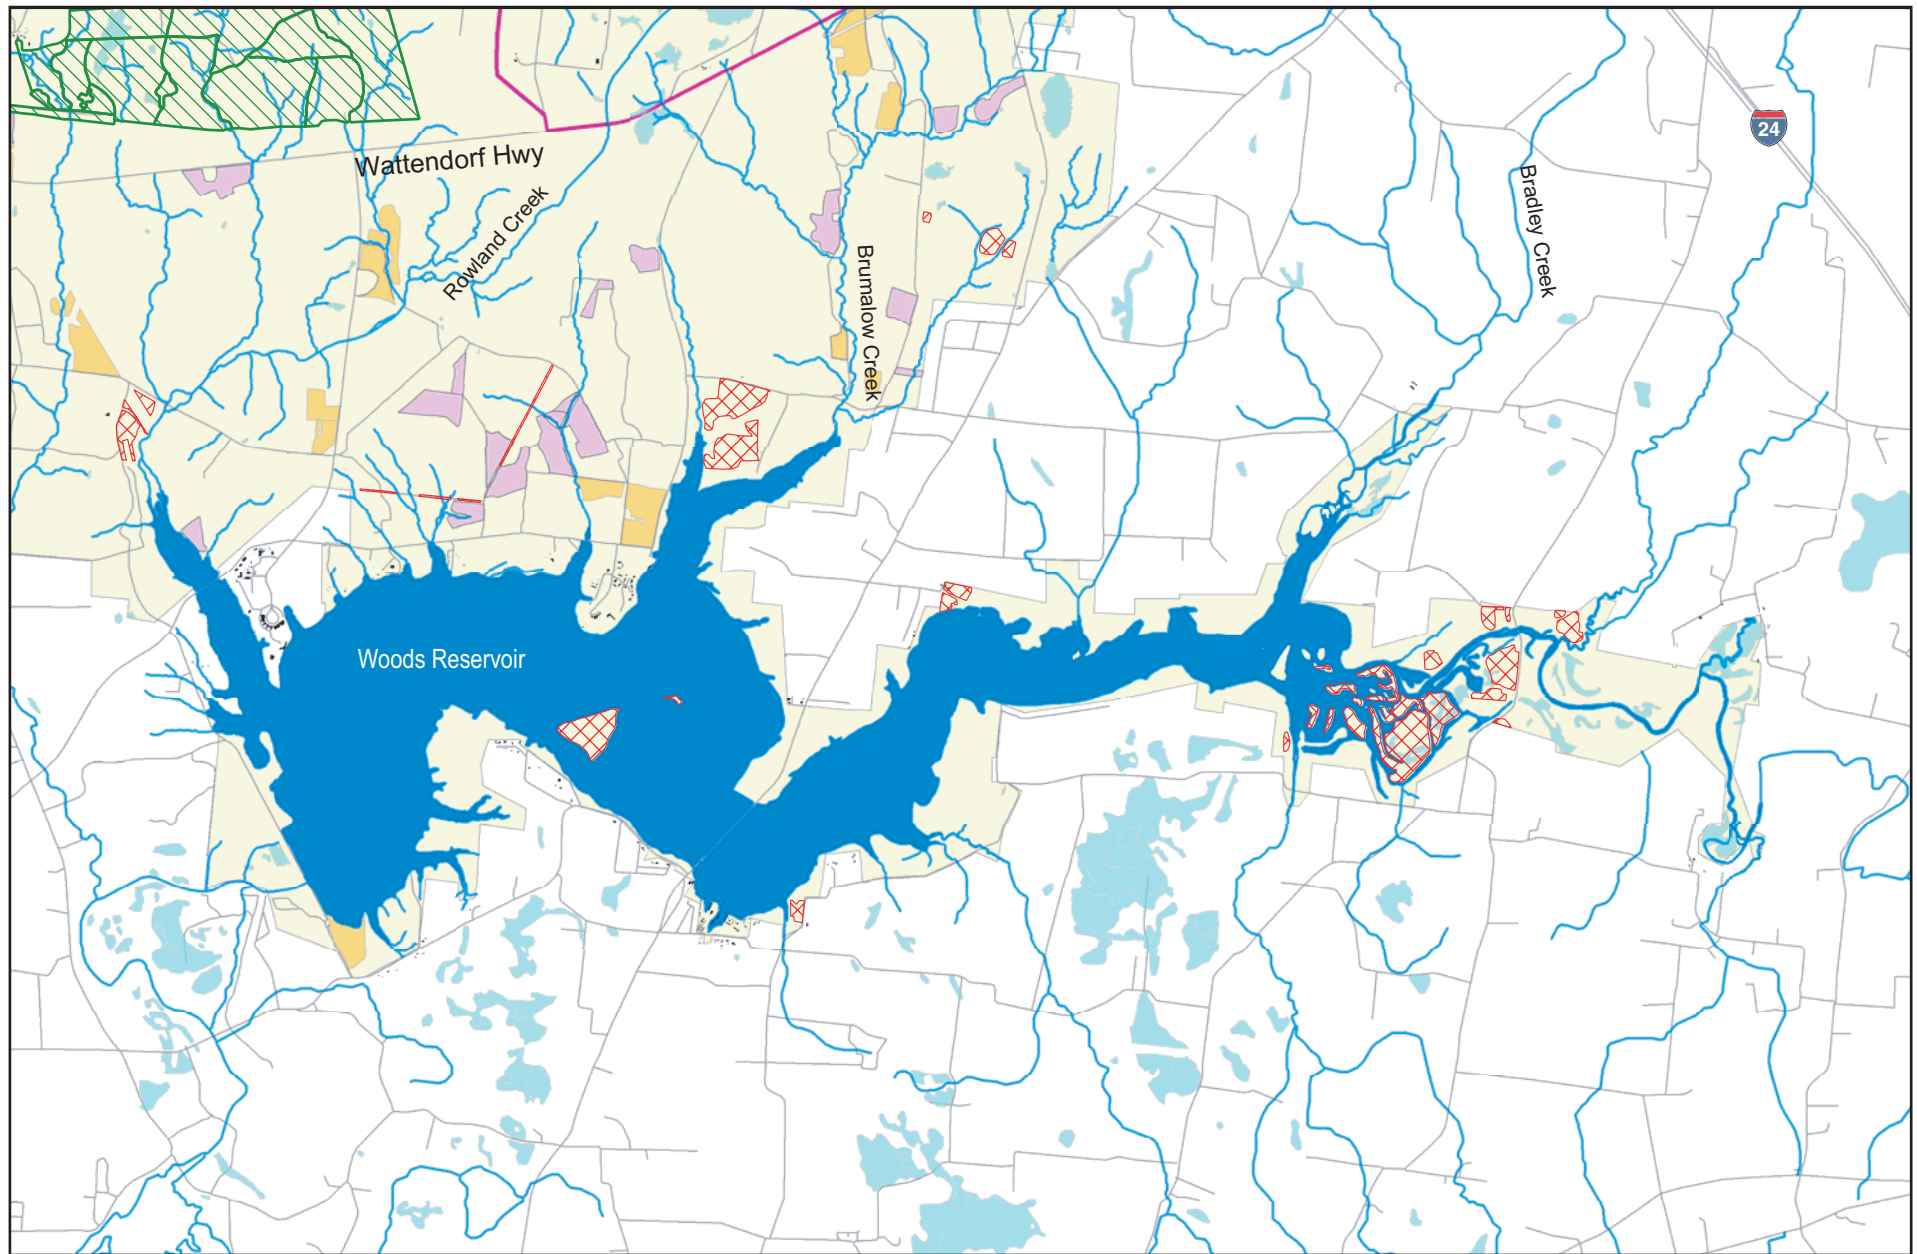 24
Wattendorf Hwy
Rowland Creek
Bradley Creek
Brumalow Creek
Woods Reservoir